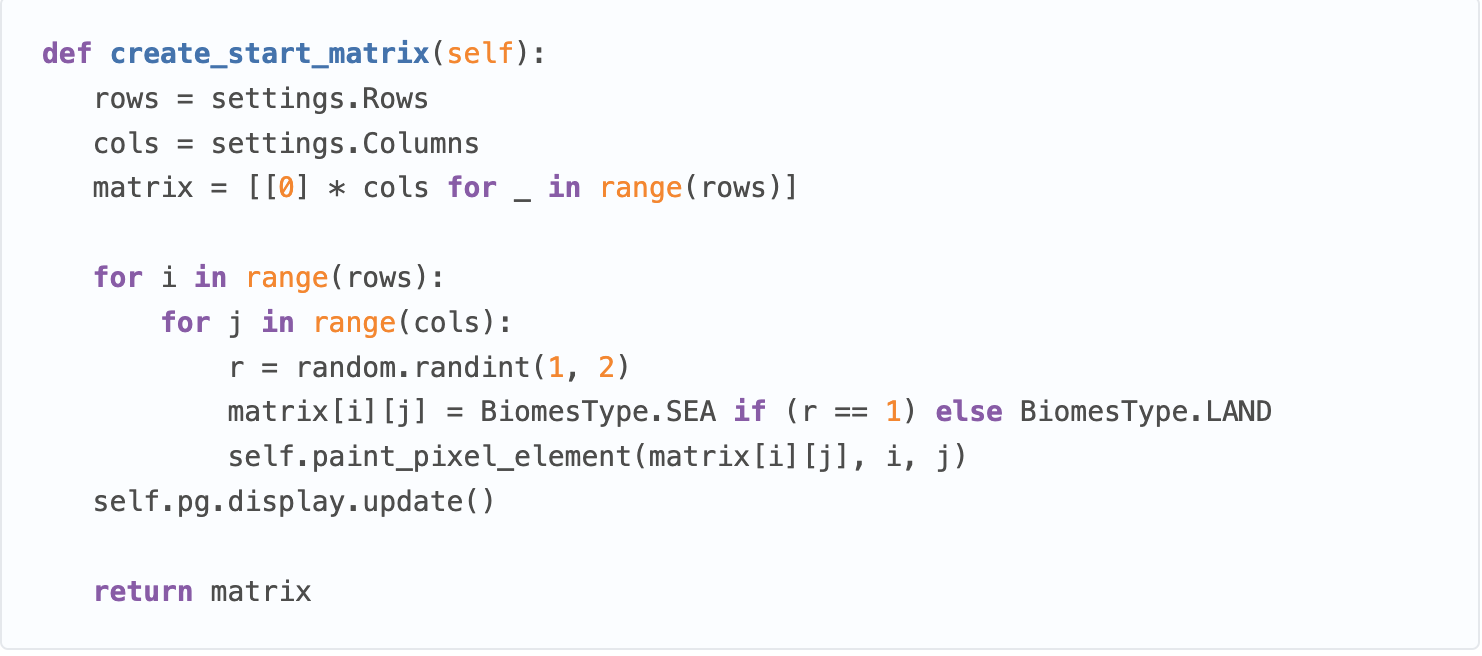 def create_start_matrix(self):
   rows = settings.Rows
   cols = settings.Columns
   matrix = [[0] * cols for _ in range(rows)]

   for i in range(rows):
       for j in range(cols):
           r = random.randint(1, 2)
           matrix[i][j] = BiomesType.SEA if (r == 1) else BiomesType.LAND
           self.paint_pixel_element(matrix[i][j], i, j)
   self.pg.display.update()

   return matrix